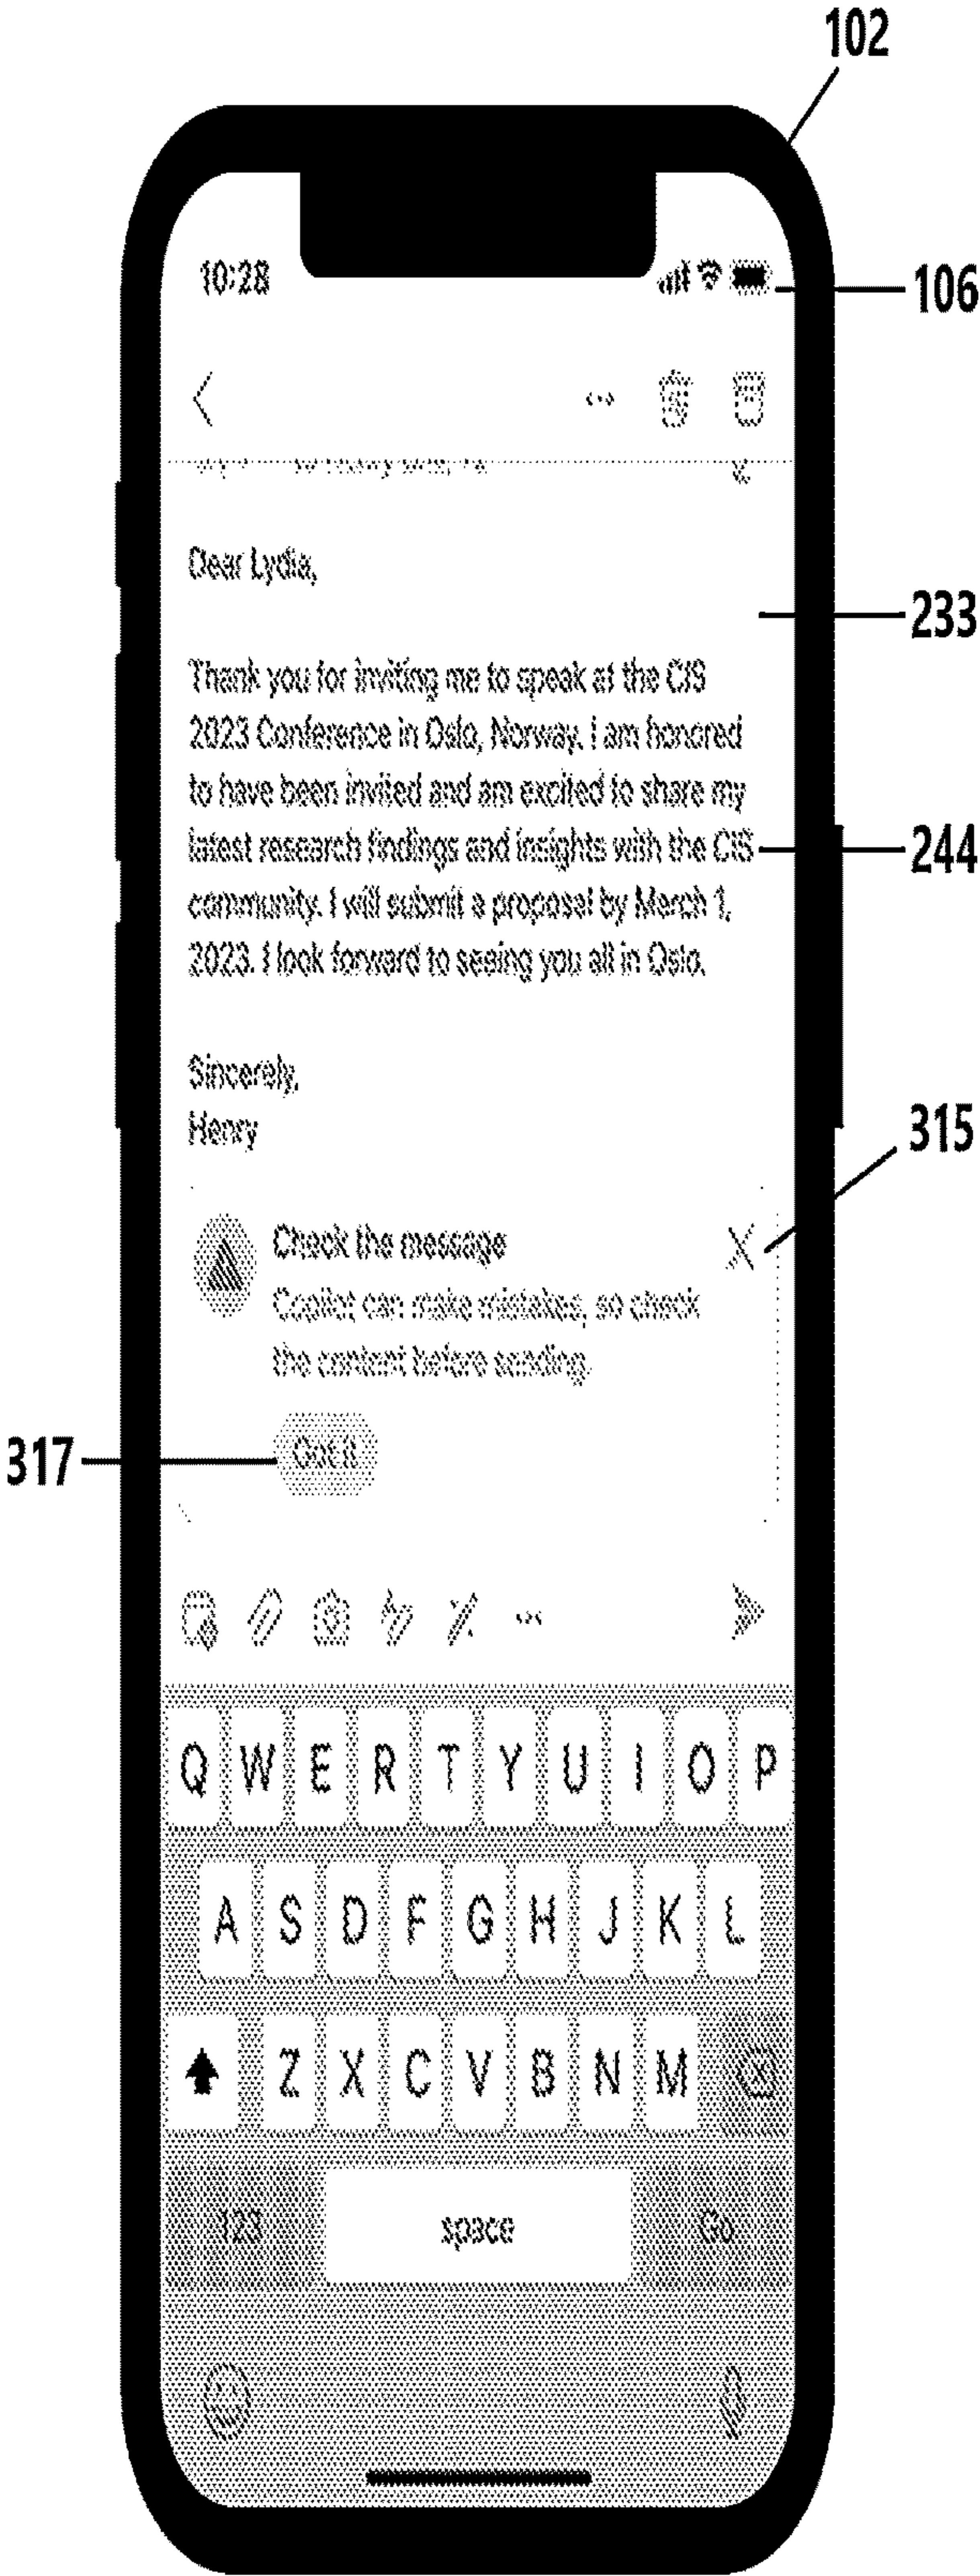 102
10:28
106
Dear Lydia,
233
Thank you for inviting me to speak at the CIS
2023 Conference in Oslo, Norway. I am honored
to have been invited and am excited to share my
latest research findings and insights with the CIS
244
community. I will submit a proposal by March 1,
2023. I look forward to seeing you all in Oslo.
Sincerely,
Henry
315
Check the message
Copilot can make mistakes, so check
the content before sending.
317
Got it
Q W E R T Y U I O P
A S D F G H J K L
Z X C V B N M
123 space Go